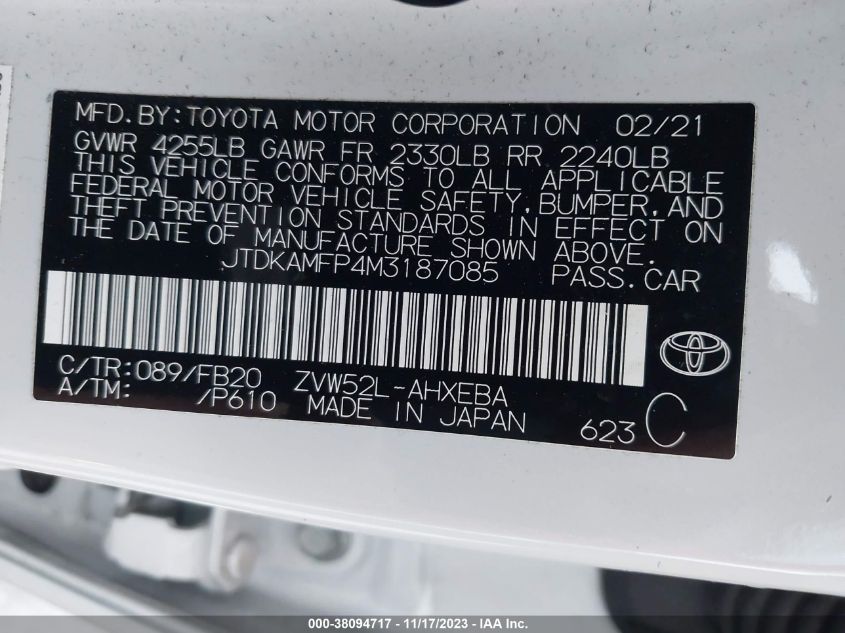 MFD.BY:TOYOTA MOTOR CORPORATION 02/21
GVWR 4255LB GAWR FR 2330LB RR 2240LB
THIS VEHICLE CONFORMS TO ALL APPLICABLE
FEDERAL MOTOR VEHICLE SAFETY,BUMPER,AND
THEFT PREVENTION STANDARDS IN EFFECT ON
THE DATE OF MANUFACTURE SHOWN ABOVE.
JTDKAMFP4M3187085 PASS.CAR
C/TR:089/FB20 ZVW52L-AHXEBA
A/TM: /P610 MADE IN JAPAN
623 C
000-38094717 - 11/17/2023 - IAA Inc.